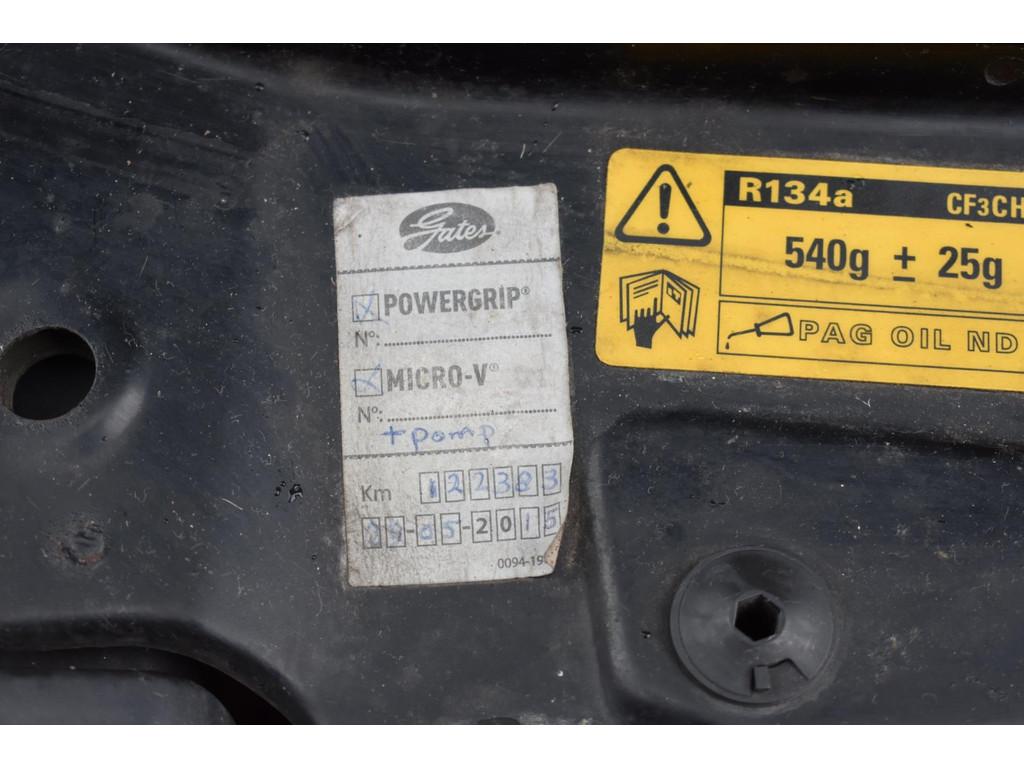 Gates
POWERGRIP®
Nº:
MICRO-V®
Nº:
+ pomp
Km 122383
-05-2015
0094-19
R134a CF3CH
540g ± 25g
PAG OIL ND